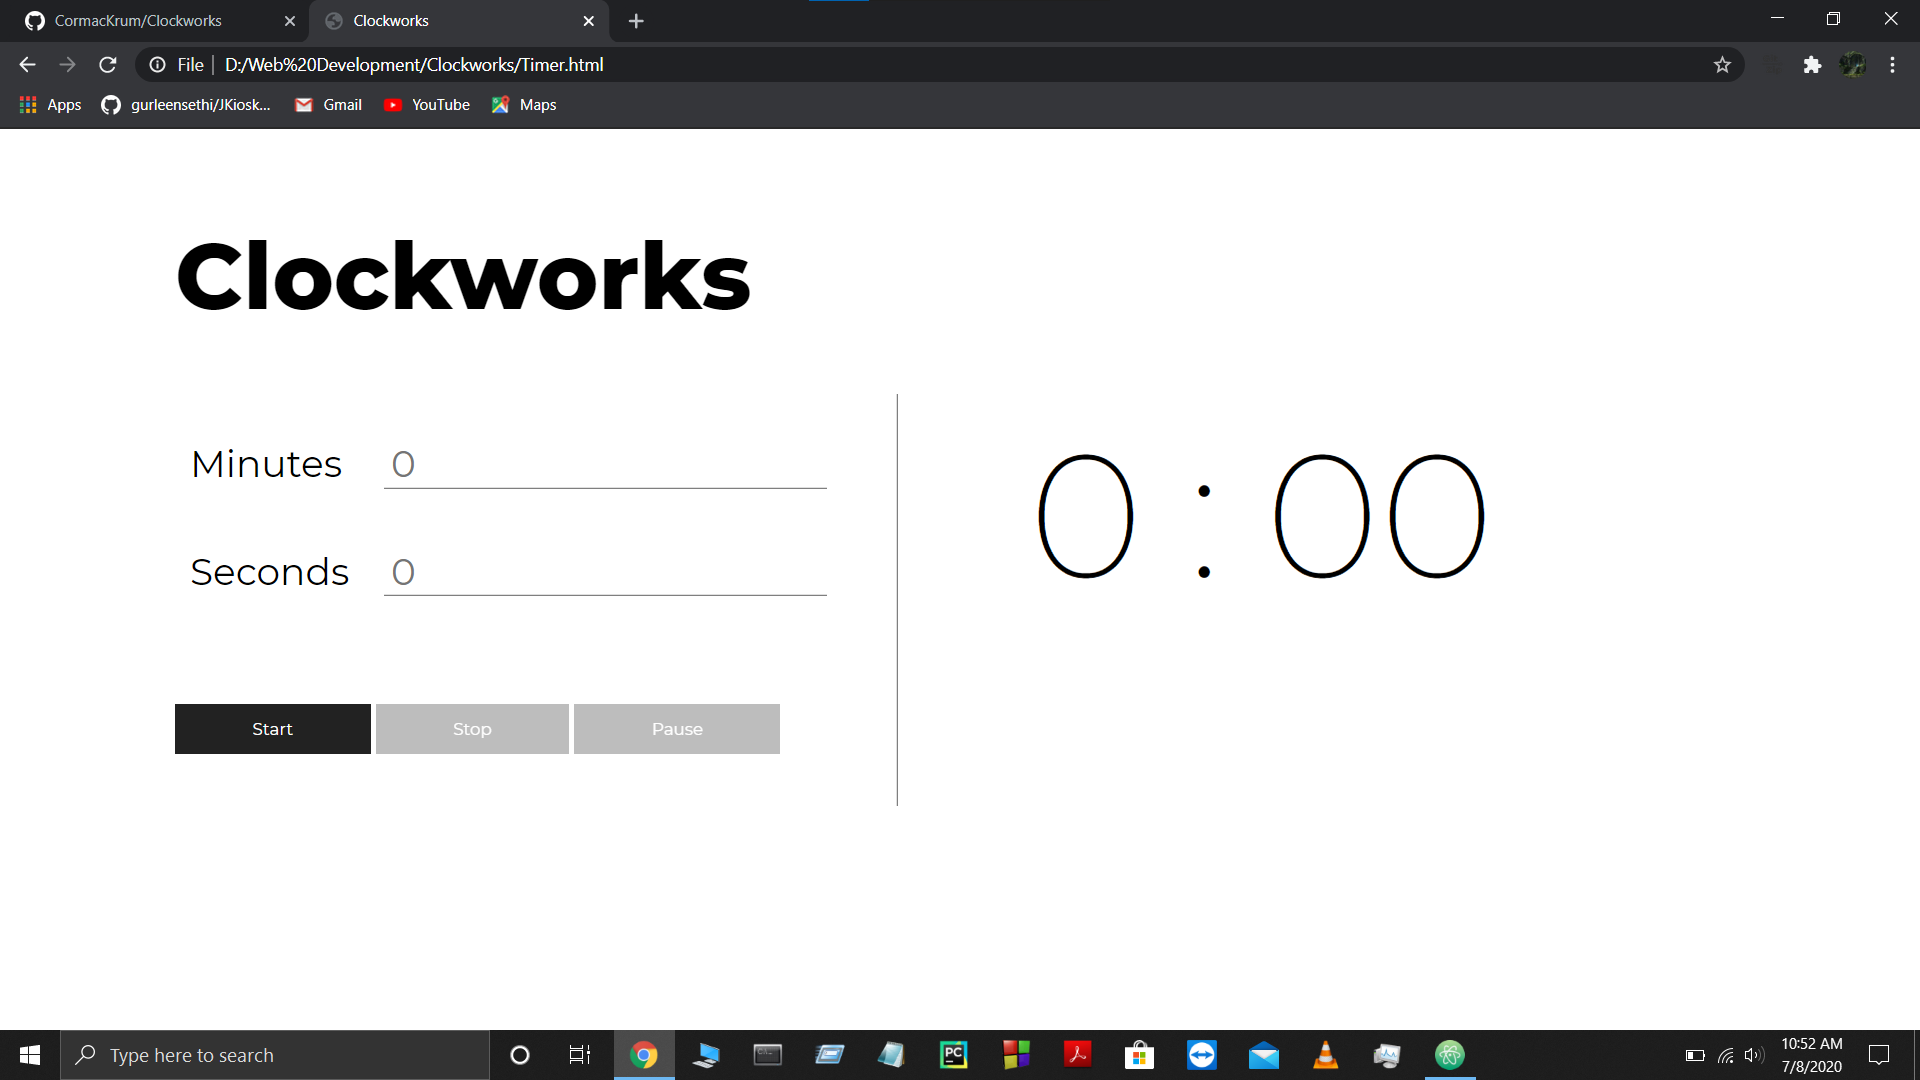 CormacKrum/Clockworks
Clockworks
File
D:/Web%20Development/Clockworks/Timer.html
Apps
gurleensethi/JKiosk...
Gmail
YouTube
Maps
Clockworks
Minutes 0
Seconds 0
0 : 00
Start
Stop
Pause
Type here to search
PC
10:52 AM
7/8/2020